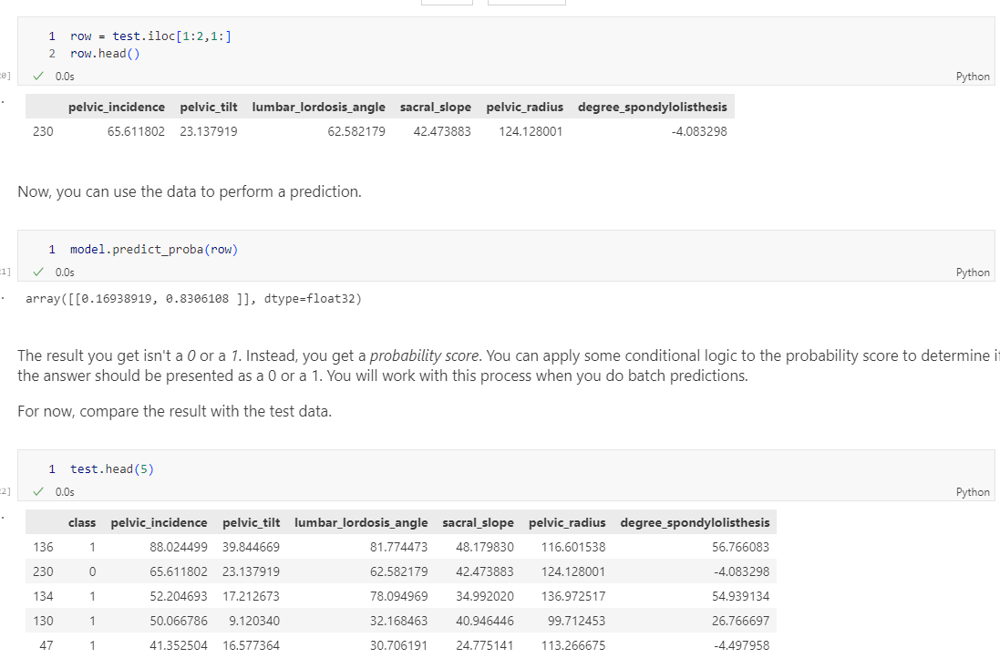 1 row = test.iloc[1:2,1:]
2 row.head()
0.0s Python
pelvic_incidence pelvic_tilt lumbar_lordosis_angle sacral_slope pelvic_radius degree_spondylolisthesis
230 65.611802 23.137919 62.582179 42.473883 124.128001 -4.083298
Now, you can use the data to perform a prediction.
1 model.predict_proba(row)
1] 0.0s Python
array([[0.16938919, 0.8306108 ]], dtype=float32)
The result you get isn't a 0 or a 1. Instead, you get a probability score. You can apply some conditional logic to the probability score to determine if
the answer should be presented as a 0 or a 1. You will work with this process when you do batch predictions.
For now, compare the result with the test data.
1 test.head(5)
2] 0.0s Python
class pelvic_incidence pelvic_tilt lumbar_lordosis_angle sacral_slope pelvic_radius degree_spondylolisthesis
136 1 88.024499 39.844669 81.774473 48.179830 116.601538 56.766083
230 0 65.611802 23.137919 62.582179 42.473883 124.128001 -4.083298
134 1 52.204693 17.212673 78.094969 34.992020 136.972517 54.939134
130 1 50.066786 9.120340 32.168463 40.946446 99.712453 26.766697
47 1 41.352504 16.577364 30.706191 24.775141 113.266675 -4.497958